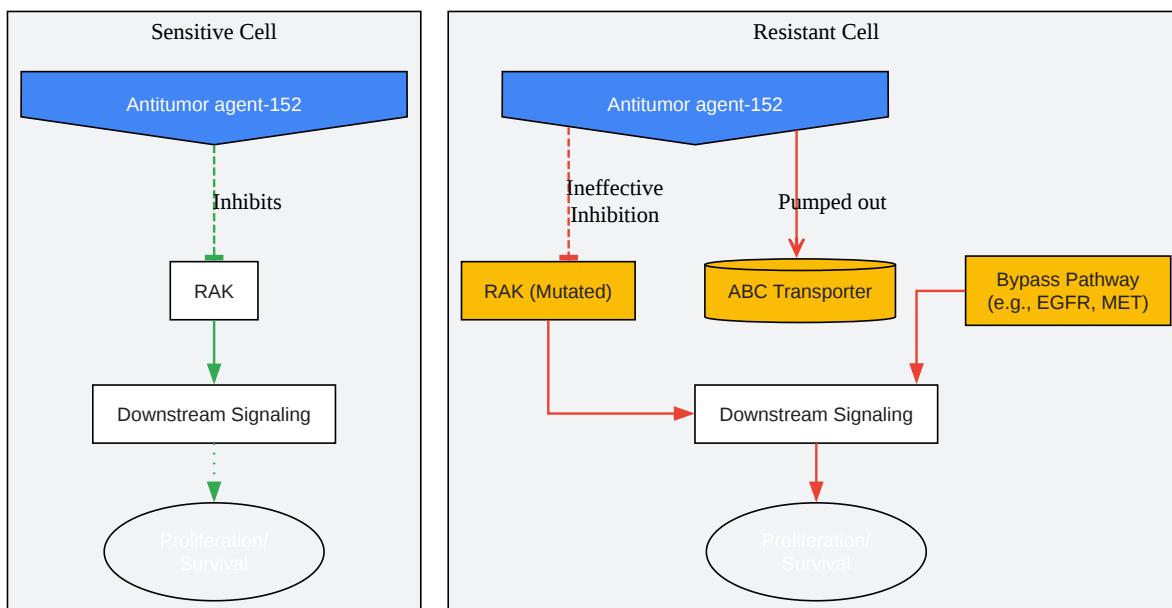 Sensitive Cell
Antitumor agent-152
Inhibits
RAK
Downstream Signaling
Proliferation/
Survival
Resistant Cell
Antitumor agent-152
Ineffective
Inhibition
Pumped out
RAK (Mutated)
ABC Transporter
Bypass Pathway
(e.g., EGFR, MET)
Downstream Signaling
Proliferation/
Survival